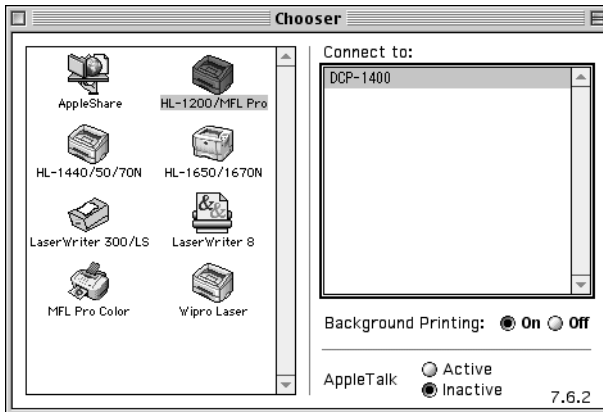 Chooser
AppleShare
HL-1200/MFL Pro
HL-1440/50/70N
HL-1650/1670N
LaserWriter 300/LS
LaserWriter 8
MFL Pro Color
Wipro Laser
Connect to:
DCP-1400
Background Printing: On Off
AppleTalk
Active
Inactive
7.6.2